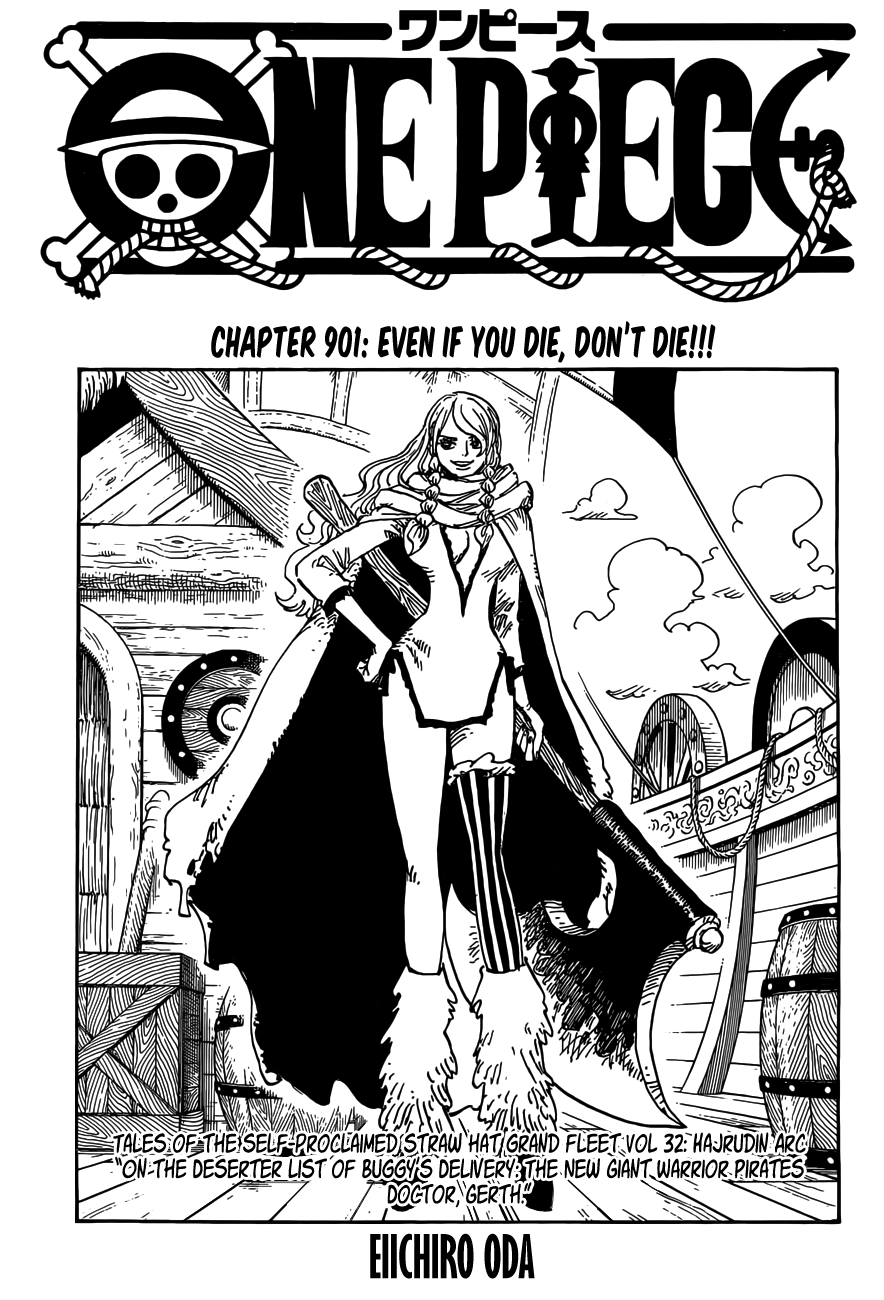 ワンピース
ONE PIECE
CHAPTER 901: EVEN IF YOU DIE, DON'T DIE!!!
TALES OF THE SELF-PROCLAIMED STRAW HAT GRAND FLEET VOL 32: HAJRUDIN ARC
"ON THE DESERTER LIST OF BUGGY'S DELIVERY: THE NEW GIANT WARRIOR PIRATES
DOCTOR, GERTH."
EIICHIRO ODA